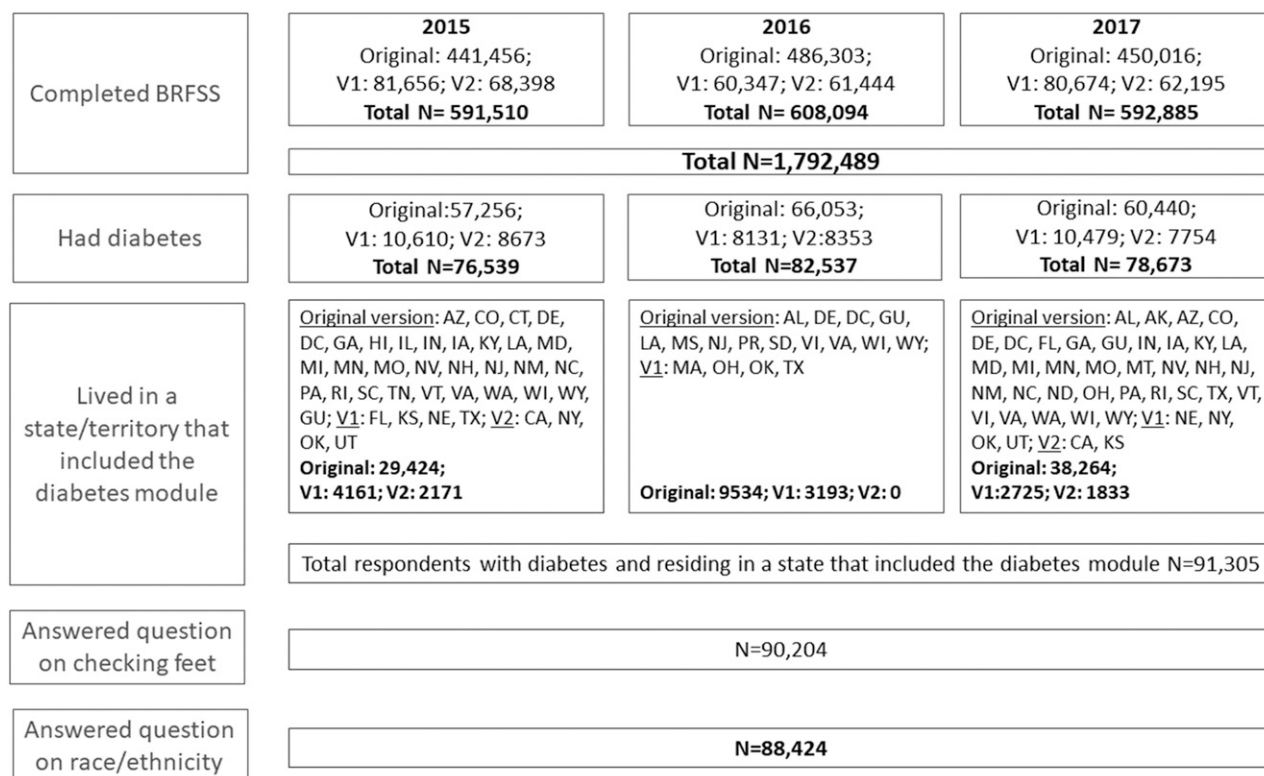 Completed BRFSS
2015
Original: 441,456;
V1: 81,656; V2: 68,398
Total N= 591,510
2016
Original: 486,303;
V1: 60,347; V2: 61,444
Total N= 608,094
2017
Original: 450,016;
V1: 80,674; V2: 62,195
Total N= 592,885
Total N=1,792,489
Had diabetes
Original:57,256;
V1: 10,610; V2: 8673
Total N=76,539
Original: 66,053;
V1: 8131; V2:8353
Total N=82,537
Original: 60,440;
V1: 10,479; V2: 7754
Total N= 78,673
Lived in a
state/territory that
included the
diabetes module
Original version: AZ, CO, CT, DE,
DC, GA, HI, IL, IN, IA, KY, LA, MD,
MI, MN, MO, NV, NH, NJ, NM, NC,
PA, RI, SC, TN, VT, VA, WA, WI, WY,
GU; V1: FL, KS, NE, TX; V2: CA, NY,
OK, UT
Original: 29,424;
V1: 4161; V2: 2171
Original version: AL, DE, DC, GU,
LA, MS, NJ, PR, SD, VI, VA, WI, WY;
V1: MA, OH, OK, TX
Original: 9534; V1: 3193; V2: 0
Original version: AL, AK, AZ, CO,
DE, DC, FL, GA, GU, IN, IA, KY, LA,
MD, MI, MN, MO, MT, NV, NH, NJ,
NM, NC, ND, OH, PA, RI, SC, TX, VT,
VI, VA, WA, WI, WY; V1: NE, NY,
OK, UT; V2: CA, KS
Original: 38,264;
V1:2725; V2: 1833
Total respondents with diabetes and residing in a state that included the diabetes module N=91,305
Answered question
on checking feet
N=90,204
Answered question
on race/ethnicity
N=88,424